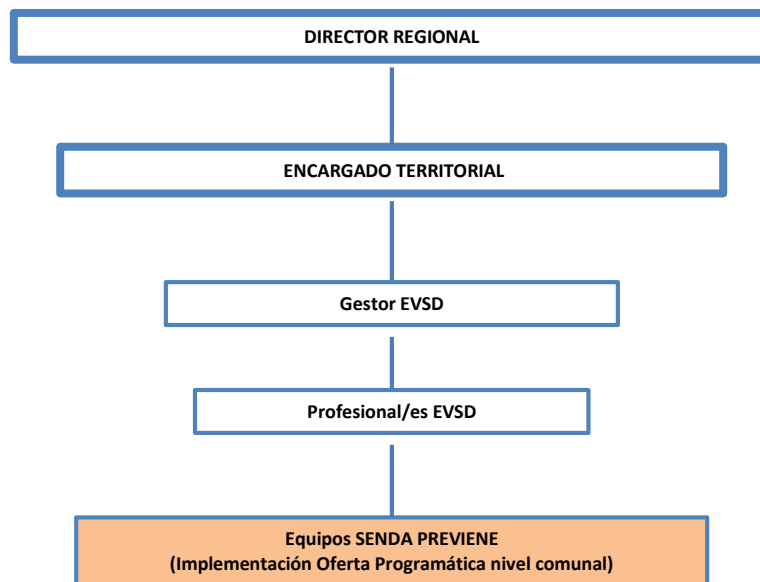 DIRECTOR REGIONAL
ENCARGADO TERRITORIAL
Gestor EVSD
Profesional/es EVSD
Equipos SENDA PREVIENE
(Implementación Oferta Programática nivel comunal)